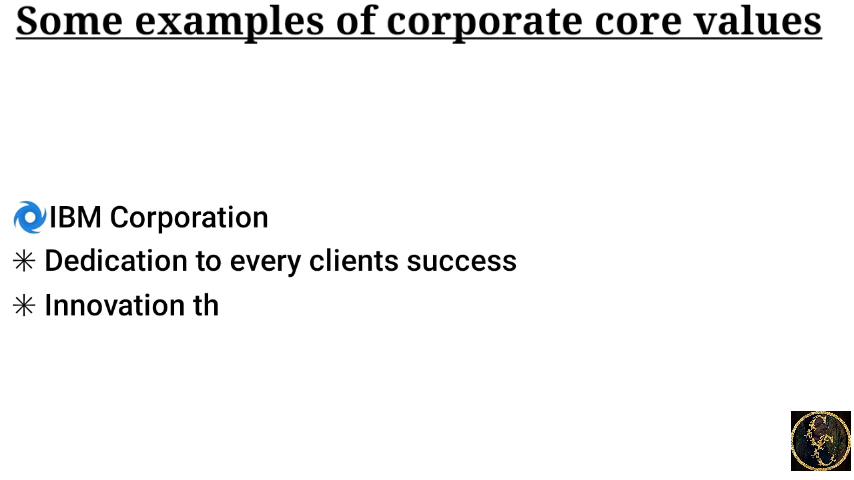 Some examples of corporate core values
🌀IBM Corporation
✳ Dedication to every clients success
✳ Innovation th